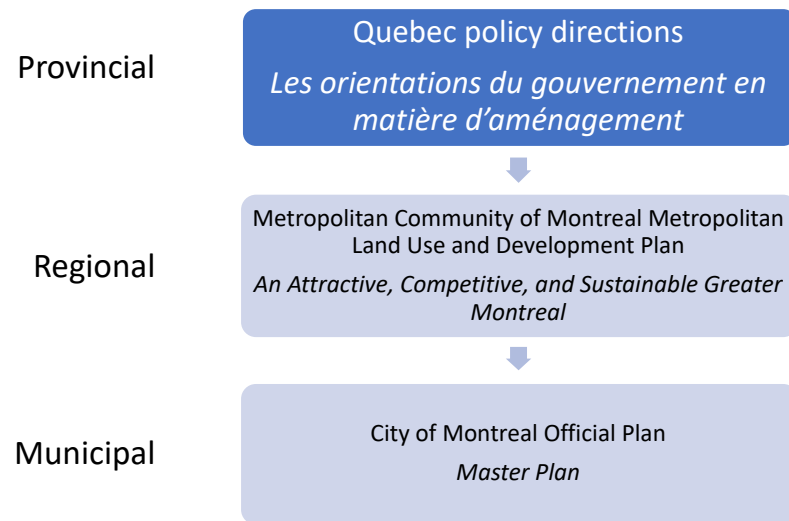 Provincial
Quebec policy directions
Les orientations du gouvernement en
matière d’aménagement
Regional
Metropolitan Community of Montreal Metropolitan
Land Use and Development Plan
An Attractive, Competitive, and Sustainable Greater
Montreal
Municipal
City of Montreal Official Plan
Master Plan